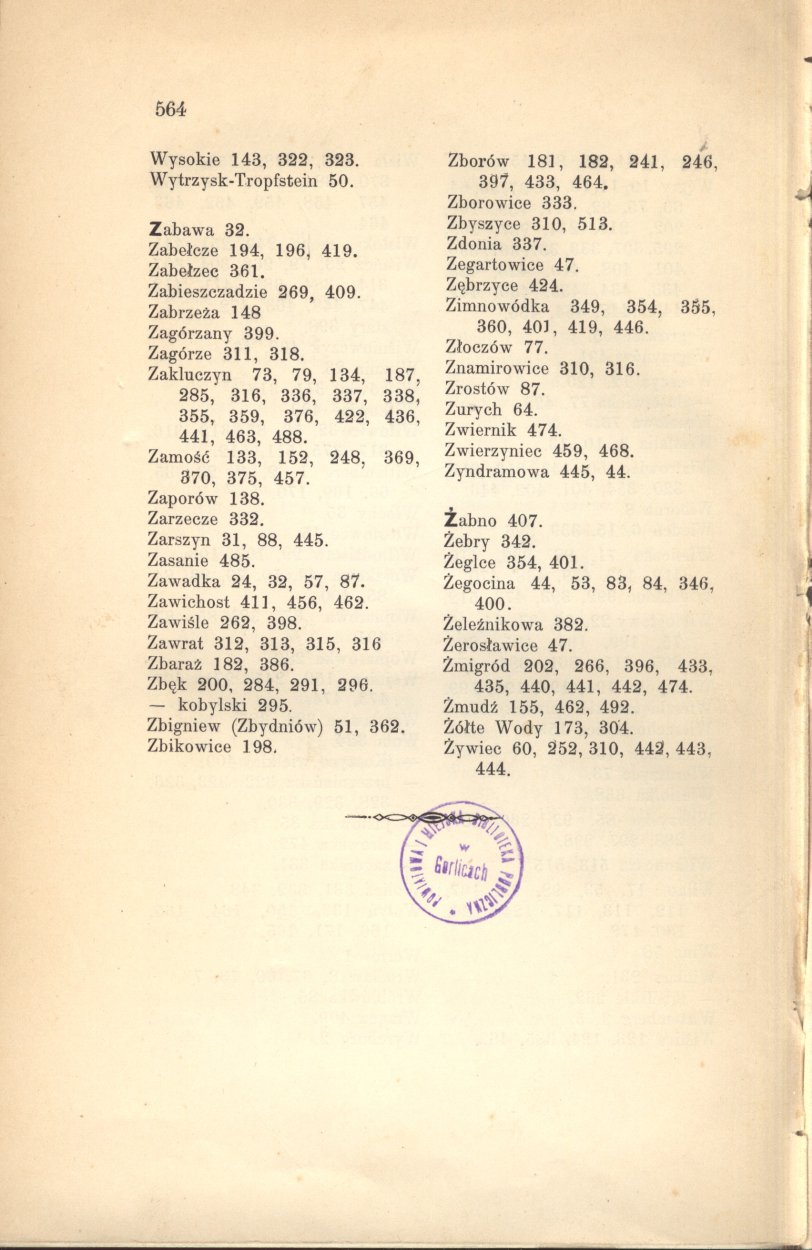 564
Wysokie 143, 322, 323.
Wytrzysk-Tropfstein 50.
Zabawa 32.
Zabełcze 194, 196, 419.
Zabełzec 361.
Zabieszczadzie 269, 409.
Zabrzeża 148
Zagórzany 399.
Zagórze 311, 318.
Zakluczyn 73, 79, 134, 187,
285, 316, 336, 337, 338,
355, 359, 376, 422, 436,
441, 463, 488.
Zamość 133, 152, 248, 369,
370, 375, 457.
Zaporów 138.
Zarzecze 332.
Zarszyn 31, 88, 445.
Zasanie 485.
Zawadka 24, 32, 57, 87.
Zawichost 411, 456, 462.
Zawiśle 262, 398.
Zawrat 312, 313, 315, 316
Zbaraż 182, 386.
Zbęk 200, 284, 291, 296.
— kobylski 295.
Zbigniew (Zbydniów) 51, 362.
Zbikowice 198.
Zborów 181, 182, 241, 246,
397, 433, 464.
Zborowice 333.
Zbyszyce 310, 513.
Zdonia 337.
Zegartowice 47.
Zębrzyce 424.
Zimnowódka 349, 354, 355,
360, 401, 419, 446.
Złoczów 77.
Znamirowice 310, 316.
Zrostów 87.
Zurych 64.
Zwiernik 474.
Zwierzyniec 459, 468.
Zyndramowa 445, 44.
Żabno 407.
Żebry 342.
Żeglce 354, 401.
Żegocina 44, 53, 83, 84, 346,
400.
Żeleźnikowa 382.
Żerosławice 47.
Żmigród 202, 266, 396, 433,
435, 440, 441, 442, 474.
Żmudź 155, 462, 492.
Żółte Wody 173, 304.
Żywiec 60, 252, 310, 442, 443,
444.
POWIATOWA I MIEJSKA BIBLIOTEKA PUBLICZNA
w
Gorlicach